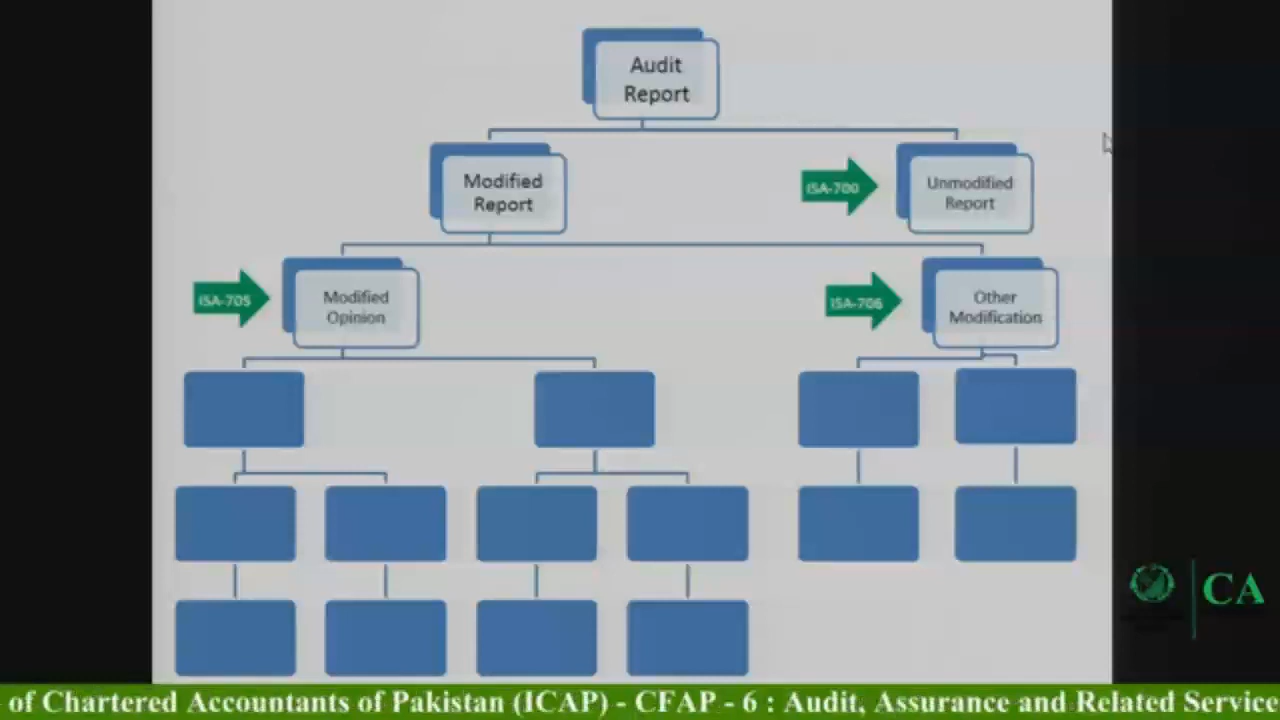 Audit
Report
Modified
Report
ISA-700
Unmodified
Report
ISA-705
Modified
Opinion
ISA-706
Other
Modification
CA
- of Chartered Accountants of Pakistan (ICAP) - CFAP - 6 : Audit, Assurance and Related Service